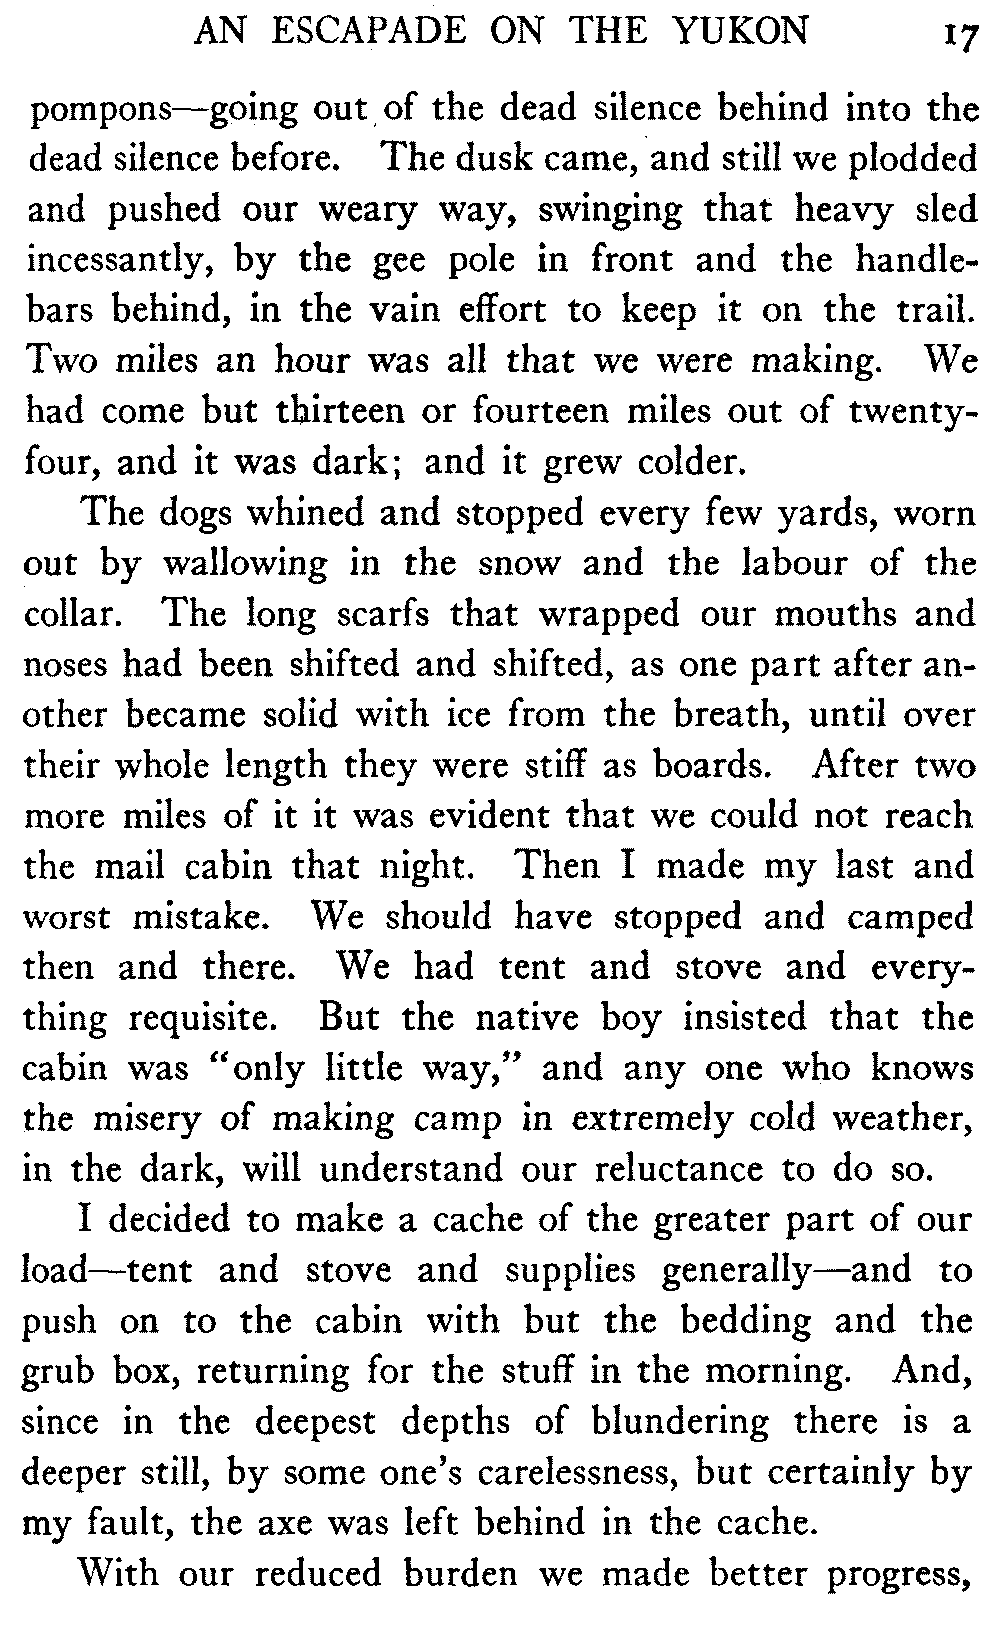 AN ESCAPADE ON THE YUKON 17
pompons—going out of the dead silence behind into the
dead silence before. The dusk came, and still we plodded
and pushed our weary way, swinging that heavy sled
incessantly, by the gee pole in front and the handle-
bars behind, in the vain effort to keep it on the trail.
Two miles an hour was all that we were making. We
had come but thirteen or fourteen miles out of twenty-
four, and it was dark; and it grew colder.
The dogs whined and stopped every few yards, worn
out by wallowing in the snow and the labour of the
collar. The long scarfs that wrapped our mouths and
noses had been shifted and shifted, as one part after an-
other became solid with ice from the breath, until over
their whole length they were stiff as boards. After two
more miles of it it was evident that we could not reach
the mail cabin that night. Then I made my last and
worst mistake. We should have stopped and camped
then and there. We had tent and stove and every-
thing requisite. But the native boy insisted that the
cabin was “only little way,” and any one who knows
the misery of making camp in extremely cold weather,
in the dark, will understand our reluctance to do so.
I decided to make a cache of the greater part of our
load—tent and stove and supplies generally—and to
push on to the cabin with but the bedding and the
grub box, returning for the stuff in the morning. And,
since in the deepest depths of blundering there is a
deeper still, by some one’s carelessness, but certainly by
my fault, the axe was left behind in the cache.
With our reduced burden we made better progress,